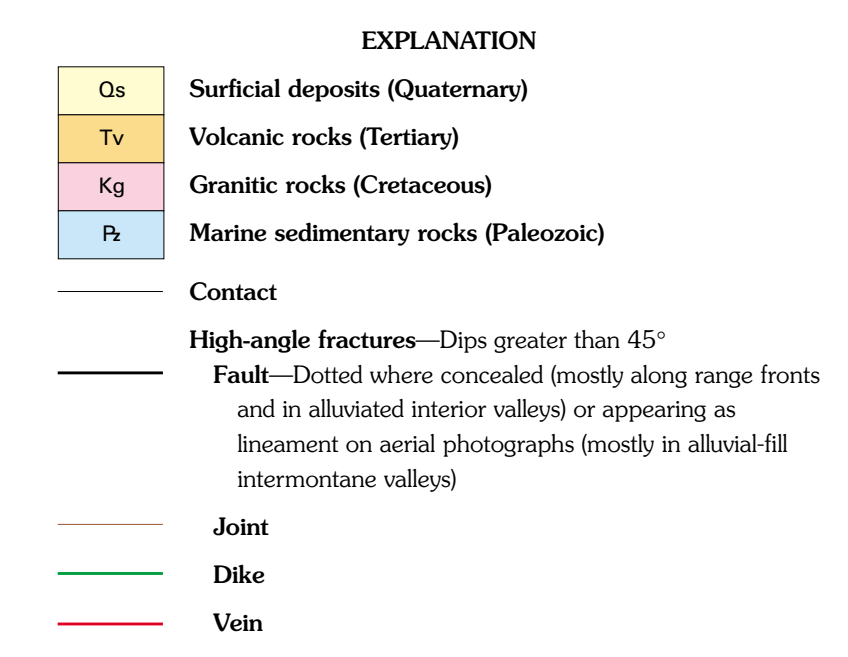 EXPLANATION
Qs Surficial deposits (Quaternary)
Tv Volcanic rocks (Tertiary)
Kg Granitic rocks (Cretaceous)
Pz Marine sedimentary rocks (Paleozoic)
Contact
High-angle fractures—Dips greater than 45°
Fault—Dotted where concealed (mostly along range fronts
and in alluviated interior valleys) or appearing as
lineament on aerial photographs (mostly in alluvial-fill
intermontane valleys)
Joint
Dike
Vein